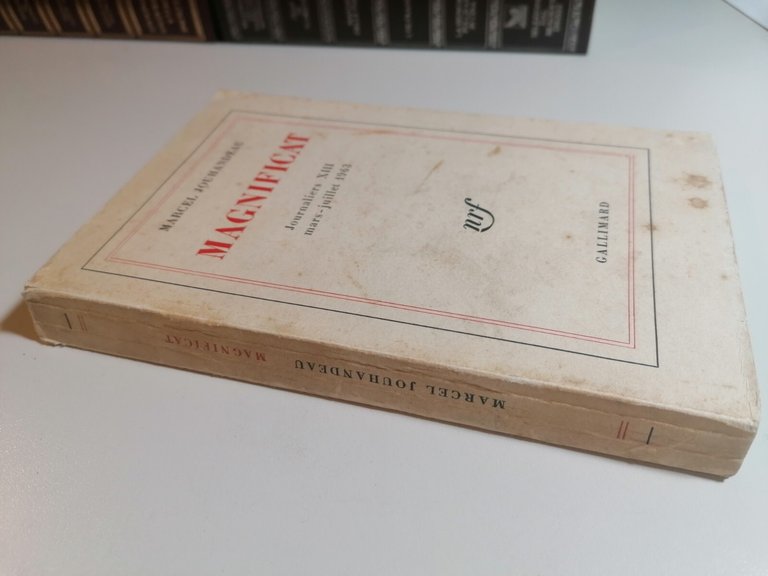 MARCEL JOUHANDEAU
MAGNIFICAT
Journaliers XIII
mars-juillet 1963
nrf
GALLIMARD
MARCEL JOUHANDEAU
MAGNIFICAT